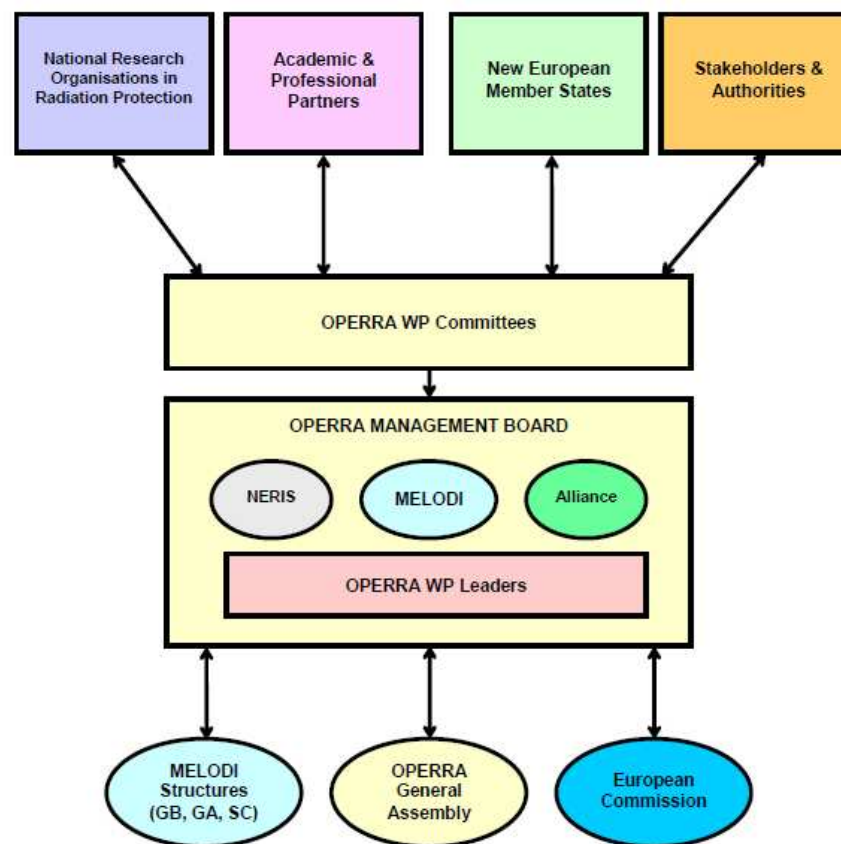 National Research
Organisations in
Radiation Protection
Academic &
Professional
Partners
New European
Member States
Stakeholders &
Authorities
OPERRA WP Committees
OPERRA MANAGEMENT BOARD
NERIS
MELODI
Alliance
OPERRA WP Leaders
MELODI
Structures
(GB, GA, SC)
OPERRA
General
Assembly
European
Commission